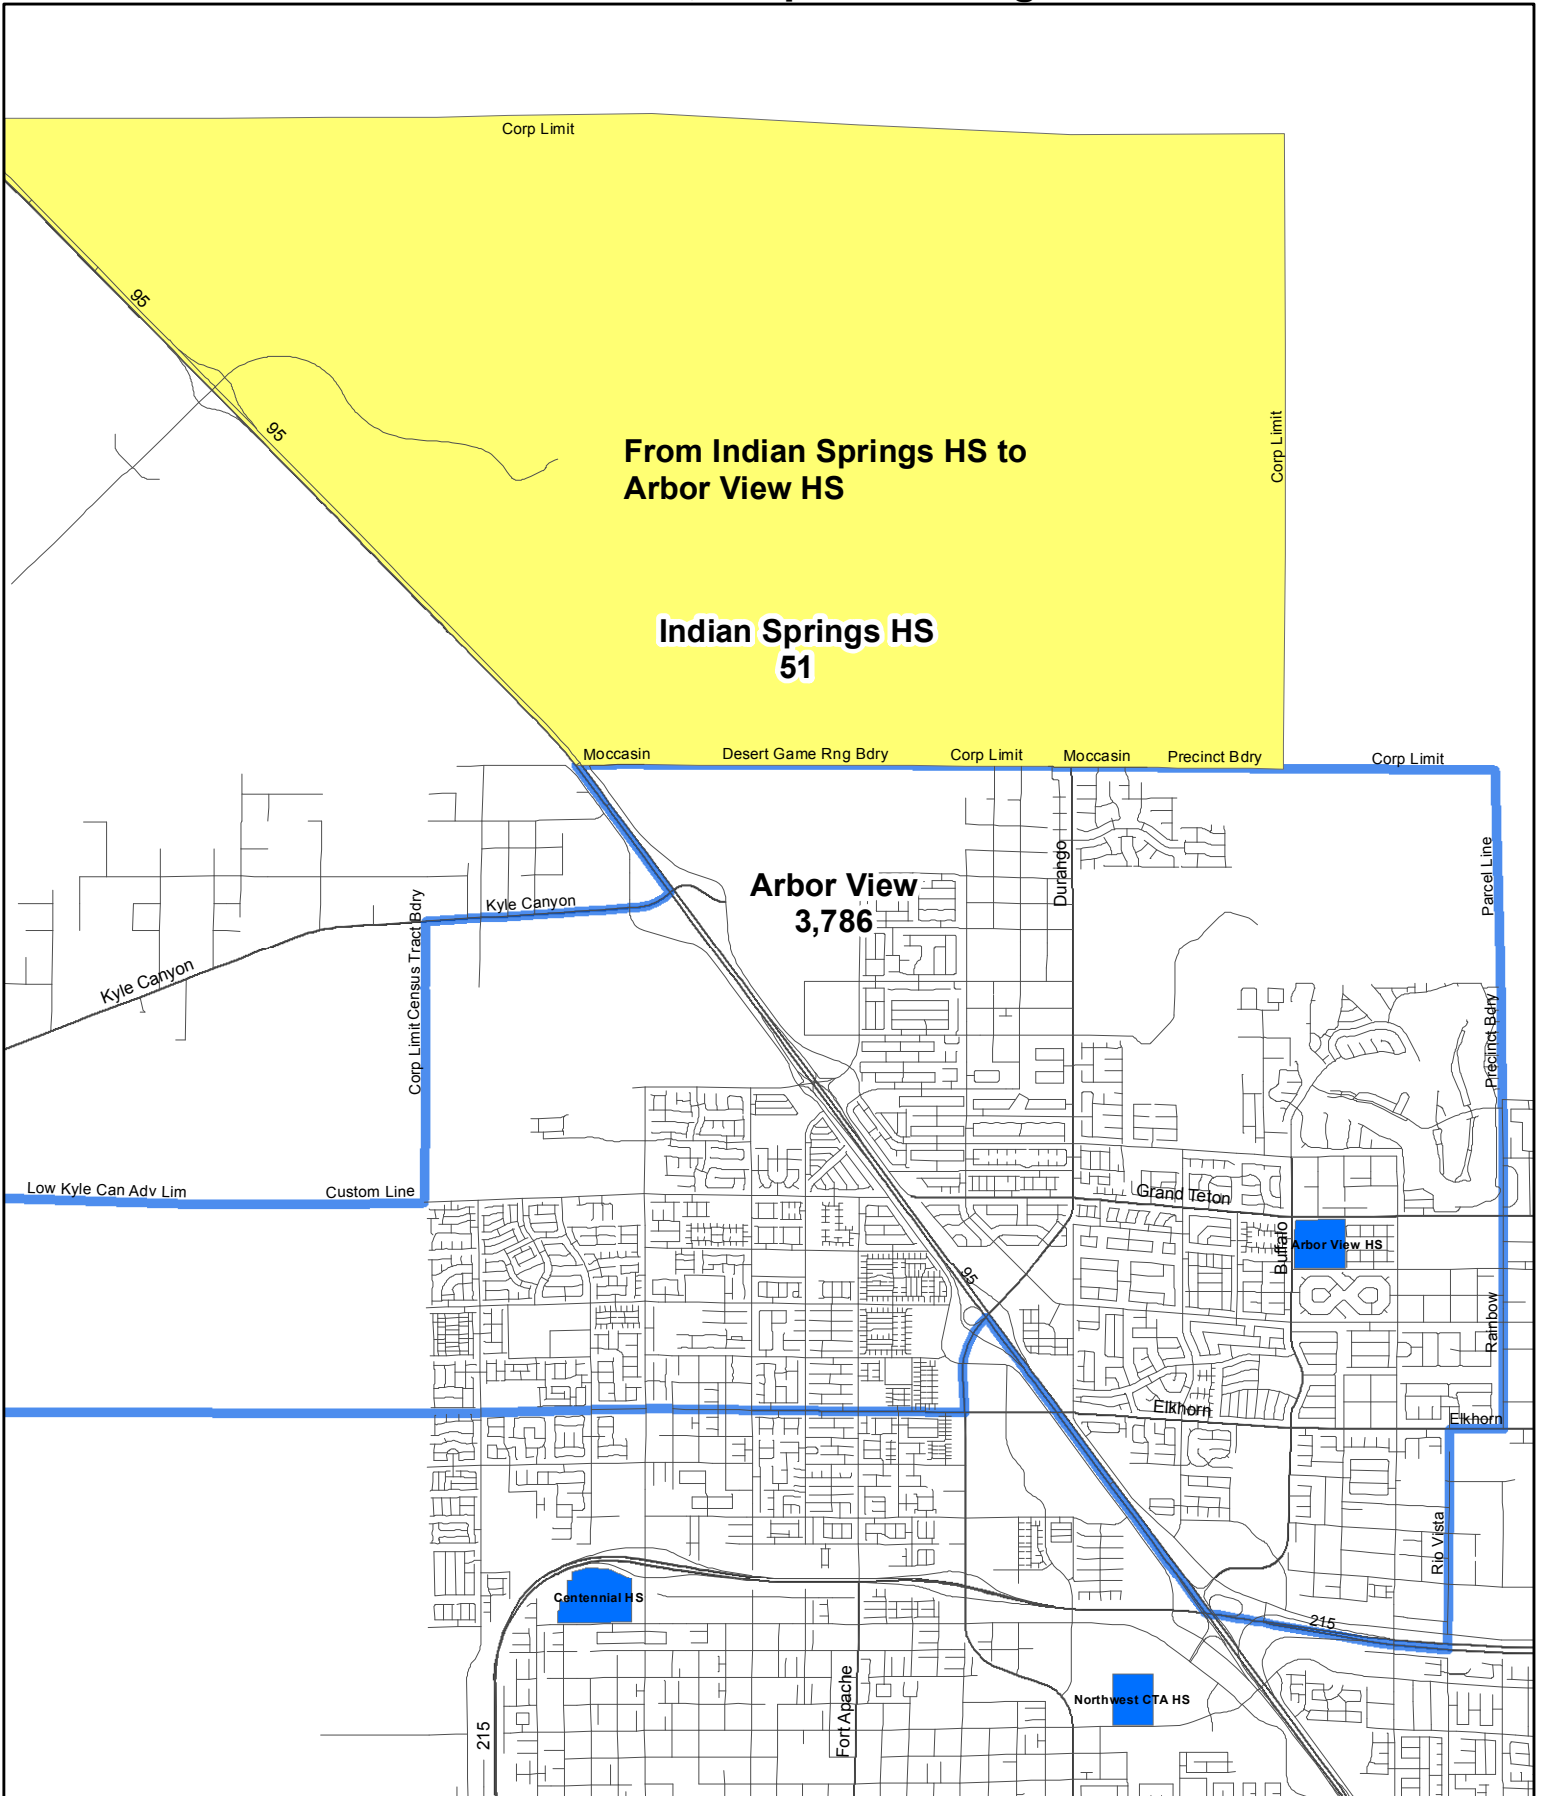 Corp Limit
95
95
From Indian Springs HS to
Arbor View HS
Corp Limit
Indian Springs HS
51
Moccasin
Desert Game Rng Bdry
Corp Limit
Moccasin
Precinct Bdry
Corp Limit
Durango
Parcel Line
Arbor View
3,786
Kyle Canyon
Corp Limit
Census Tract Bdry
Kyle Canyon
Precinct Bdry
Low Kyle Can Adv Lim
Custom Line
Grand Teton
Buffalo
Arbor View HS
95
Rainbow
Elkhorn
Elkhorn
Rio Vista
Centennial HS
215
Northwest CTA HS
Fort Apache
215